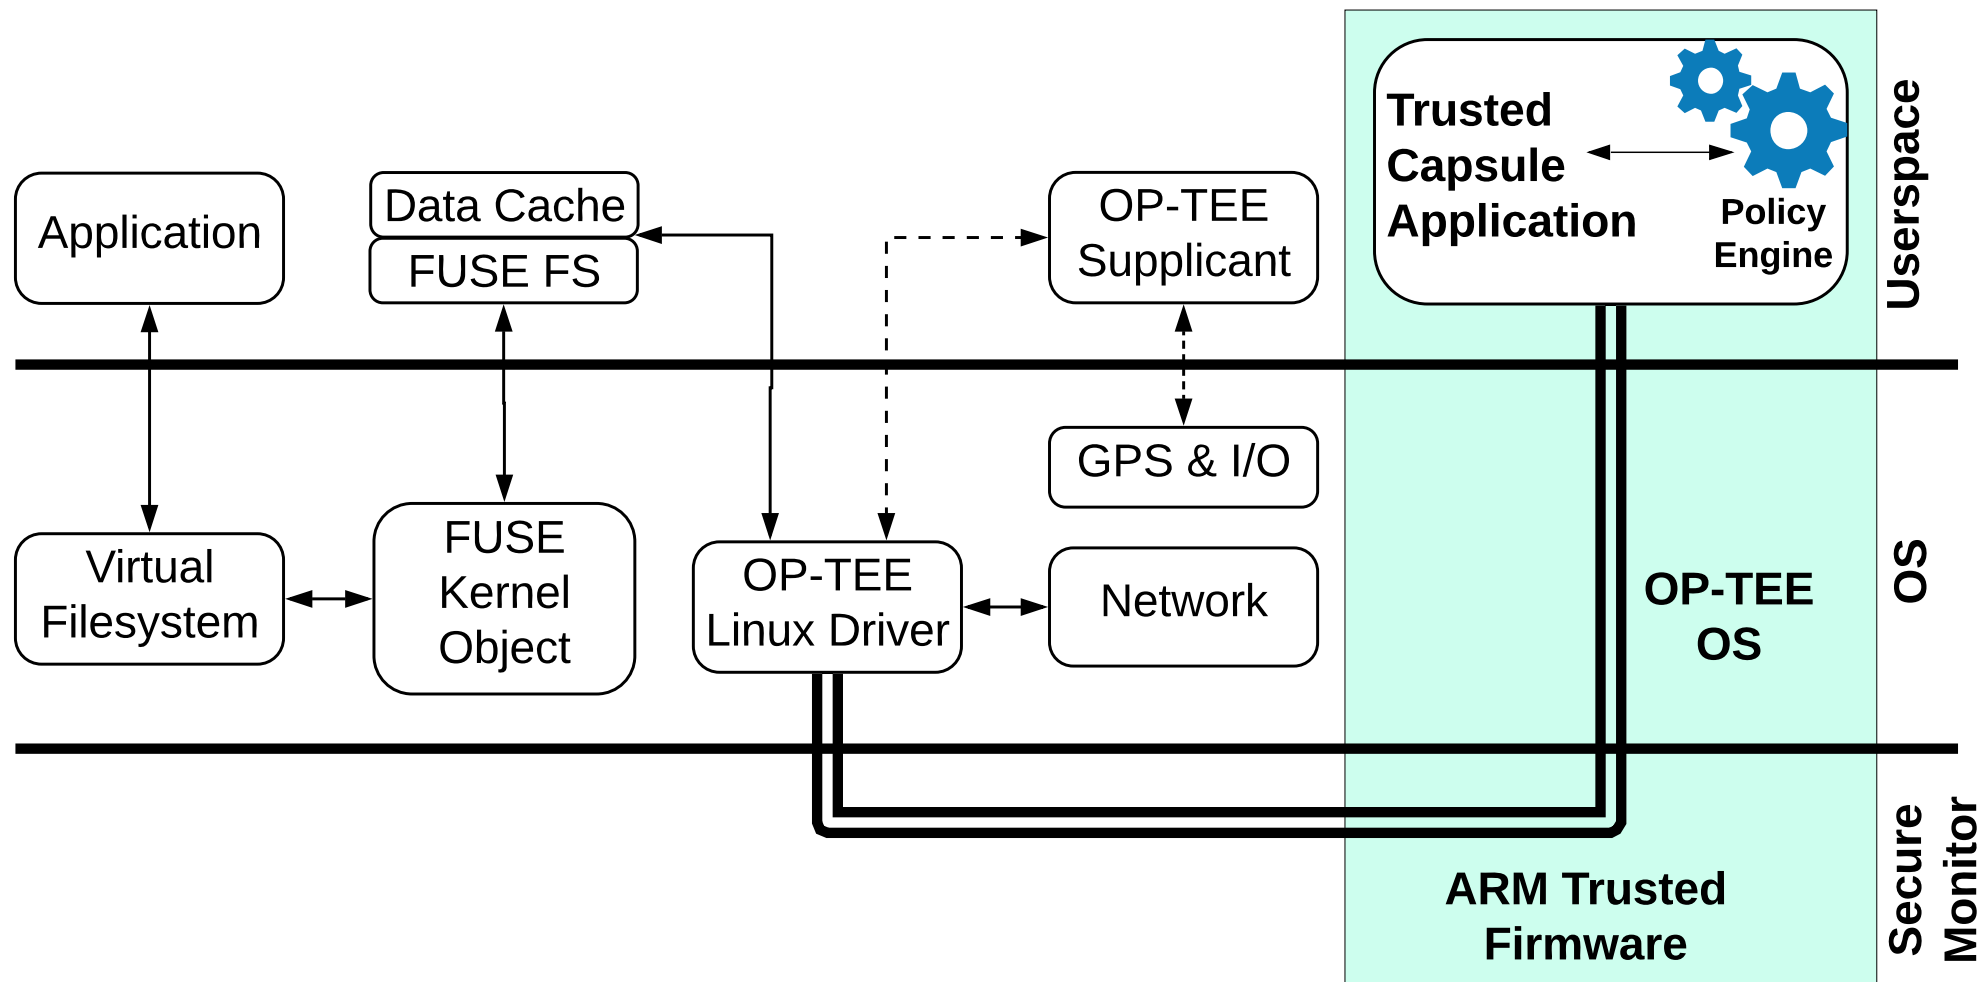 Application
Data Cache
FUSE FS
OP-TEE
Supplicant
Trusted
Capsule
Application
Policy
Engine
Userspace
Virtual
Filesystem
FUSE
Kernel
Object
OP-TEE
Linux Driver
GPS & I/O
Network
OP-TEE
OS
OS
ARM Trusted
Firmware
Secure
Monitor